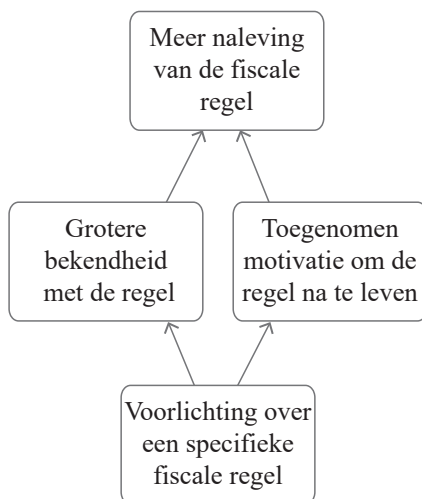 Meer naleving
van de fiscale
regel
Grotere
bekendheid
met de regel
Toegenomen
motivatie om de
regel na te leven
Voorlichting over
een specifieke
fiscale regel